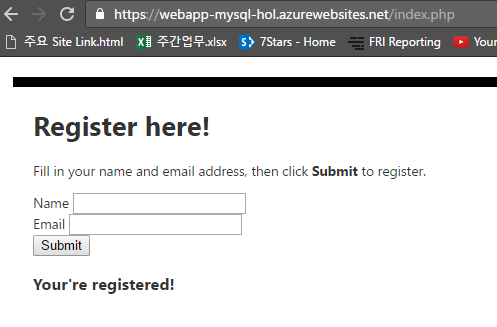 https://webapp-mysql-hol.azurewebsites.net/index.php
주요 Site Link.html 주간업무.xlsx 7Stars - Home FRI Reporting Your
Register here!
Fill in your name and email address, then click Submit to register.
Name
Email
Submit
Your're registered!